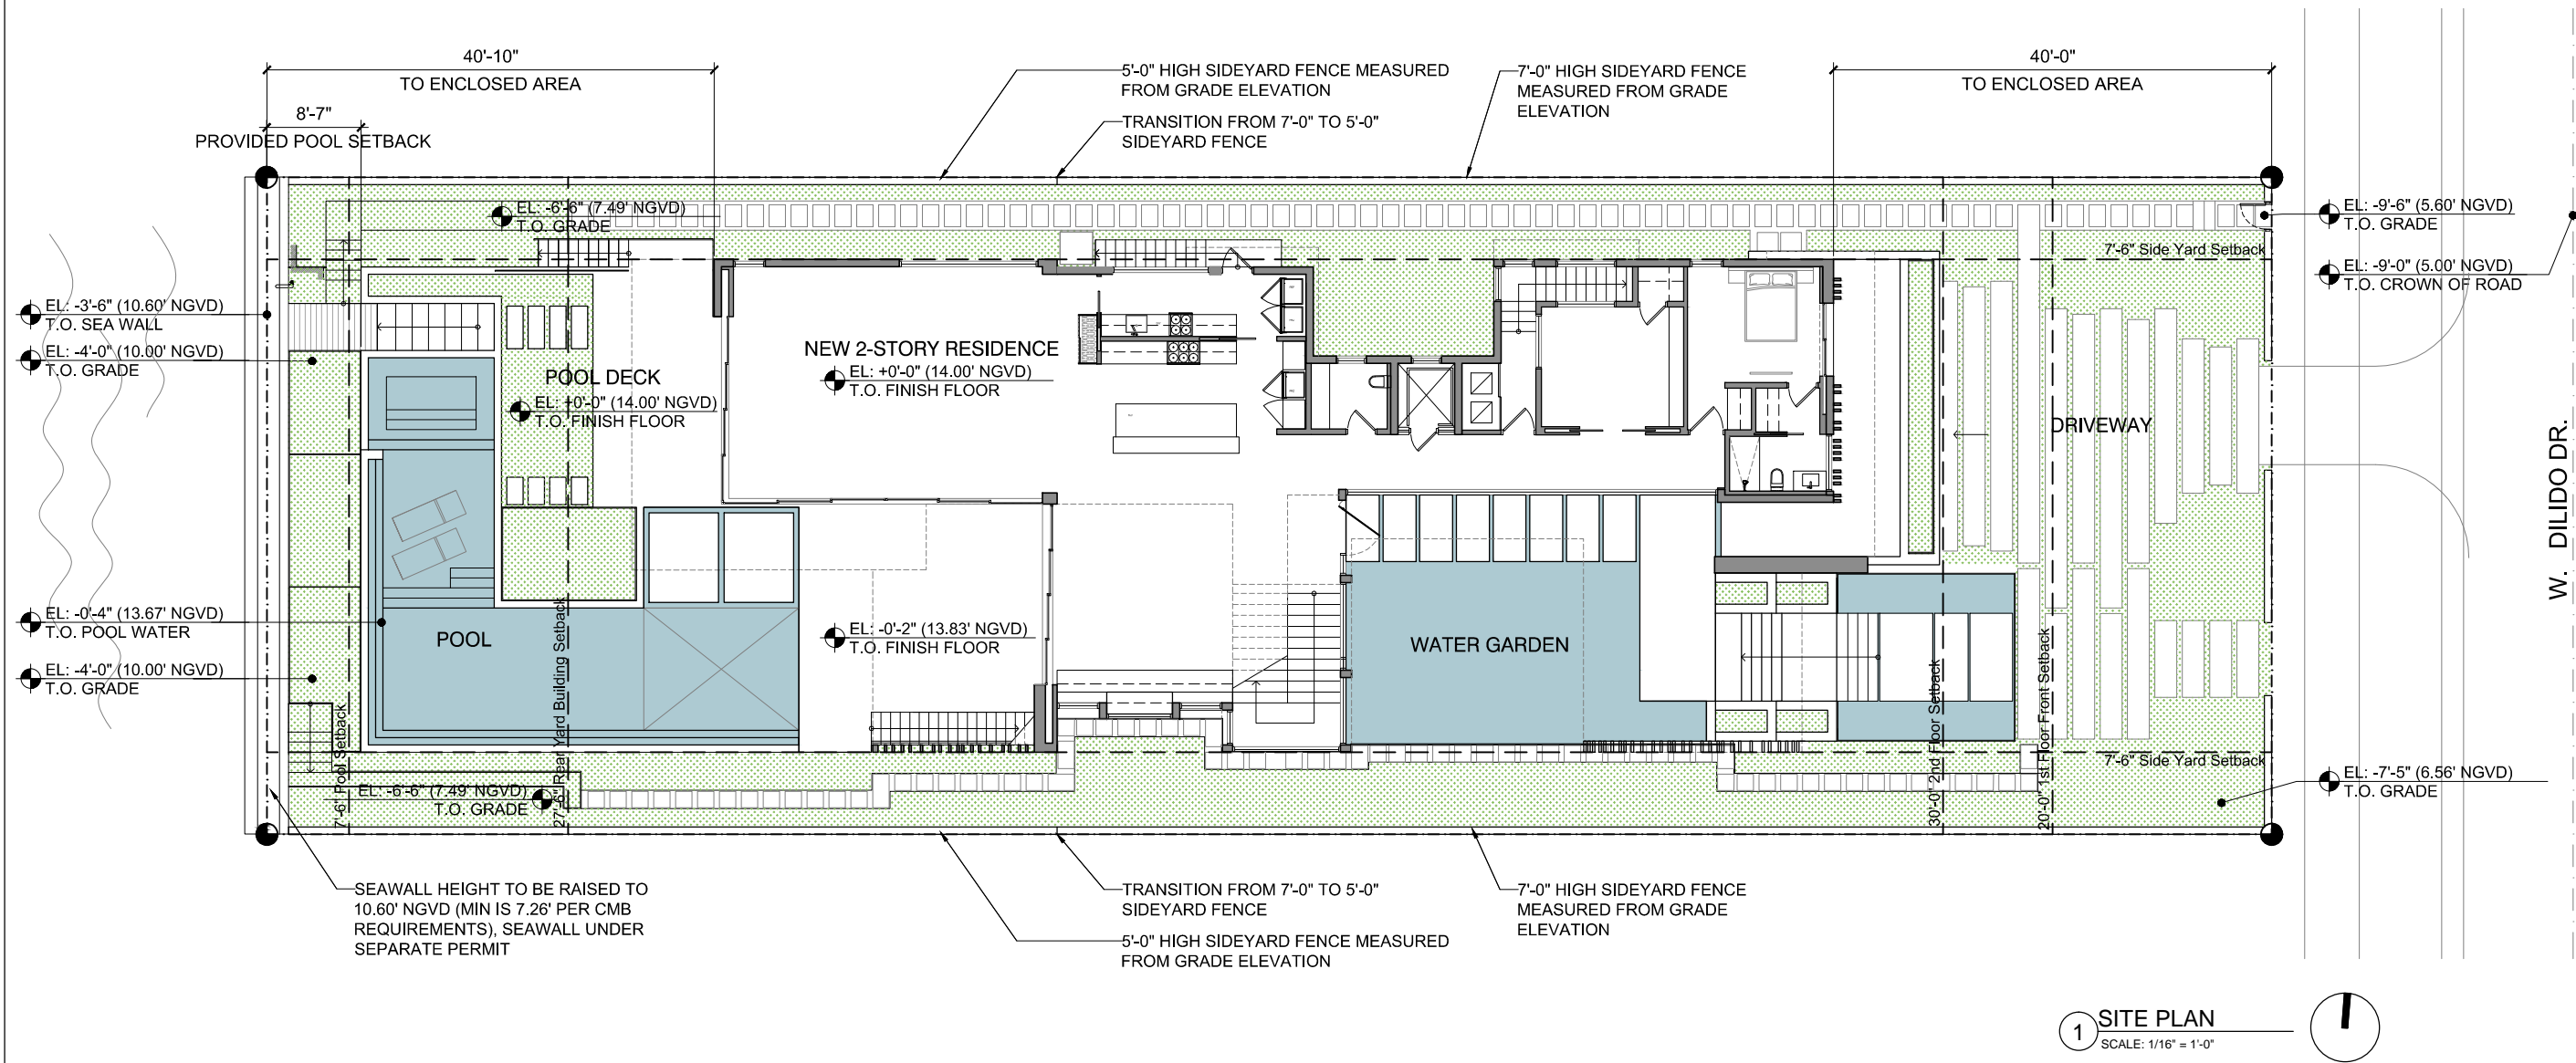 40'-10"
TO ENCLOSED AREA
8'-7"
PROVIDED POOL SETBACK
5'-0" HIGH SIDEYARD FENCE MEASURED
FROM GRADE ELEVATION
TRANSITION FROM 7'-0" TO 5'-0"
SIDEYARD FENCE
7'-0" HIGH SIDEYARD FENCE
MEASURED FROM GRADE
ELEVATION
40'-0"
TO ENCLOSED AREA
EL: -6'-6" (7.49' NGVD)
T.O. GRADE
EL: -9'-6" (5.60' NGVD)
T.O. GRADE
7'-6" Side Yard Setback
EL: -9'-0" (5.00' NGVD)
T.O. CROWN OF ROAD
EL: -3'-6" (10.60' NGVD)
T.O. SEA WALL
EL: -4'-0" (10.00' NGVD)
T.O. GRADE
NEW 2-STORY RESIDENCE
EL: +0'-0" (14.00' NGVD)
T.O. FINISH FLOOR
POOL DECK
EL: +0'-0" (14.00' NGVD)
T.O. FINISH FLOOR
DRIVEWAY
W. DILIDO DR.
EL: -0'-4" (13.67' NGVD)
T.O. POOL WATER
POOL
EL: -0'-2" (13.83' NGVD)
T.O. FINISH FLOOR
WATER GARDEN
EL: -4'-0" (10.00' NGVD)
T.O. GRADE
7'-6" Pool Setback
27'-6" Rear Yard Building Setback
30'-0" 2nd Floor Setback
20'-0" 1st Floor Front Setback
7'-6" Side Yard Setback
EL: -6'-6" (7.49' NGVD)
T.O. GRADE
EL: -7'-5" (6.56' NGVD)
T.O. GRADE
SEAWALL HEIGHT TO BE RAISED TO
10.60' NGVD (MIN IS 7.26' PER CMB
REQUIREMENTS), SEAWALL UNDER
SEPARATE PERMIT
TRANSITION FROM 7'-0" TO 5'-0"
SIDEYARD FENCE
5'-0" HIGH SIDEYARD FENCE MEASURED
FROM GRADE ELEVATION
7'-0" HIGH SIDEYARD FENCE
MEASURED FROM GRADE
ELEVATION
1
SITE PLAN
SCALE: 1/16" = 1'-0"